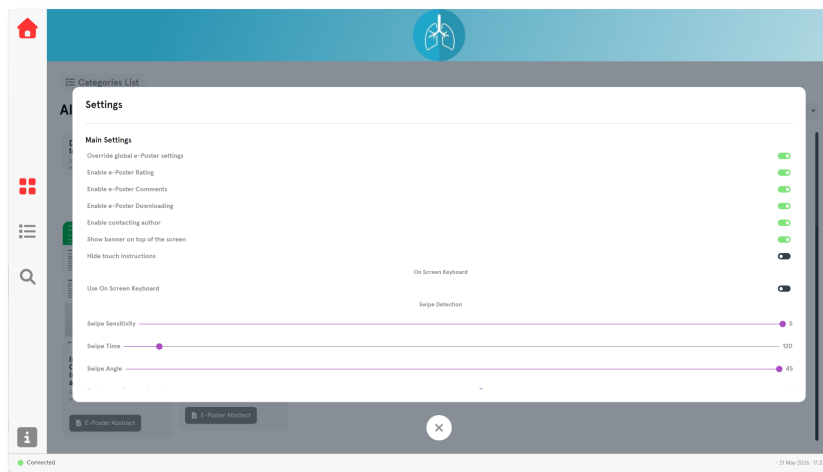 Categories List
Al
Settings
Main Settings
Override global e-Poster settings
Enable e-Poster Rating
Enable e-Poster Comments
Enable e-Poster Downloading
Enable contacting author
Show banner on top of the screen
Hide touch instructions
On Screen Keyboard
Use On Screen Keyboard
Swipe Detection
Swipe Sensitivity 5
Swipe Time 120
Swipe Angle 45
E-Poster Abstract
E-Poster Abstract
Connected
- 21 May 2026